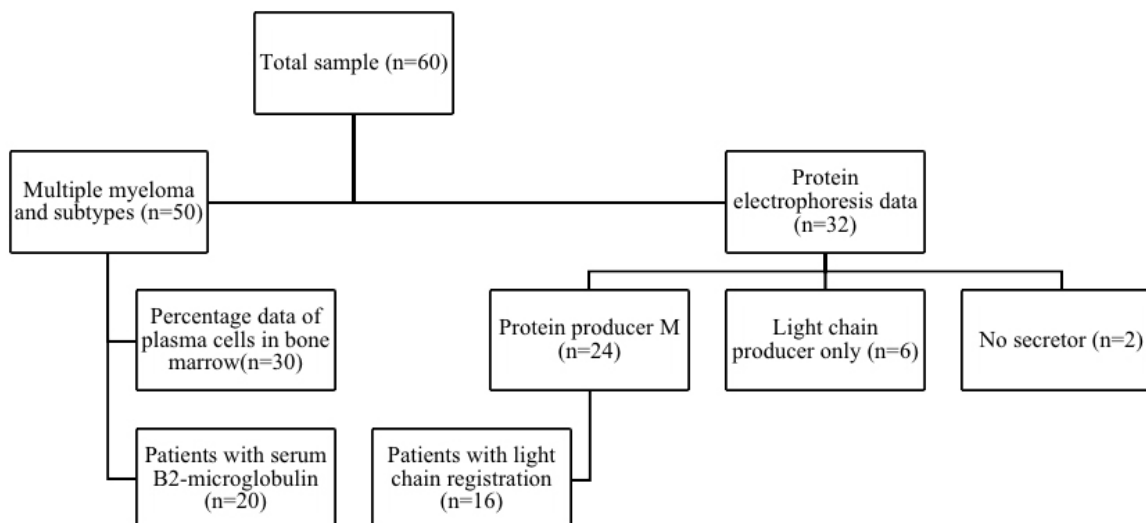 Total sample (n=60)
Multiple myeloma
and subtypes (n=50)
Protein
electrophoresis data
(n=32)
Percentage data of
plasma cells in bone
marrow(n=30)
Protein producer M
(n=24)
Light chain
producer only (n=6)
No secretor (n=2)
Patients with serum
B2-microglobulin
(n=20)
Patients with light
chain registration
(n=16)